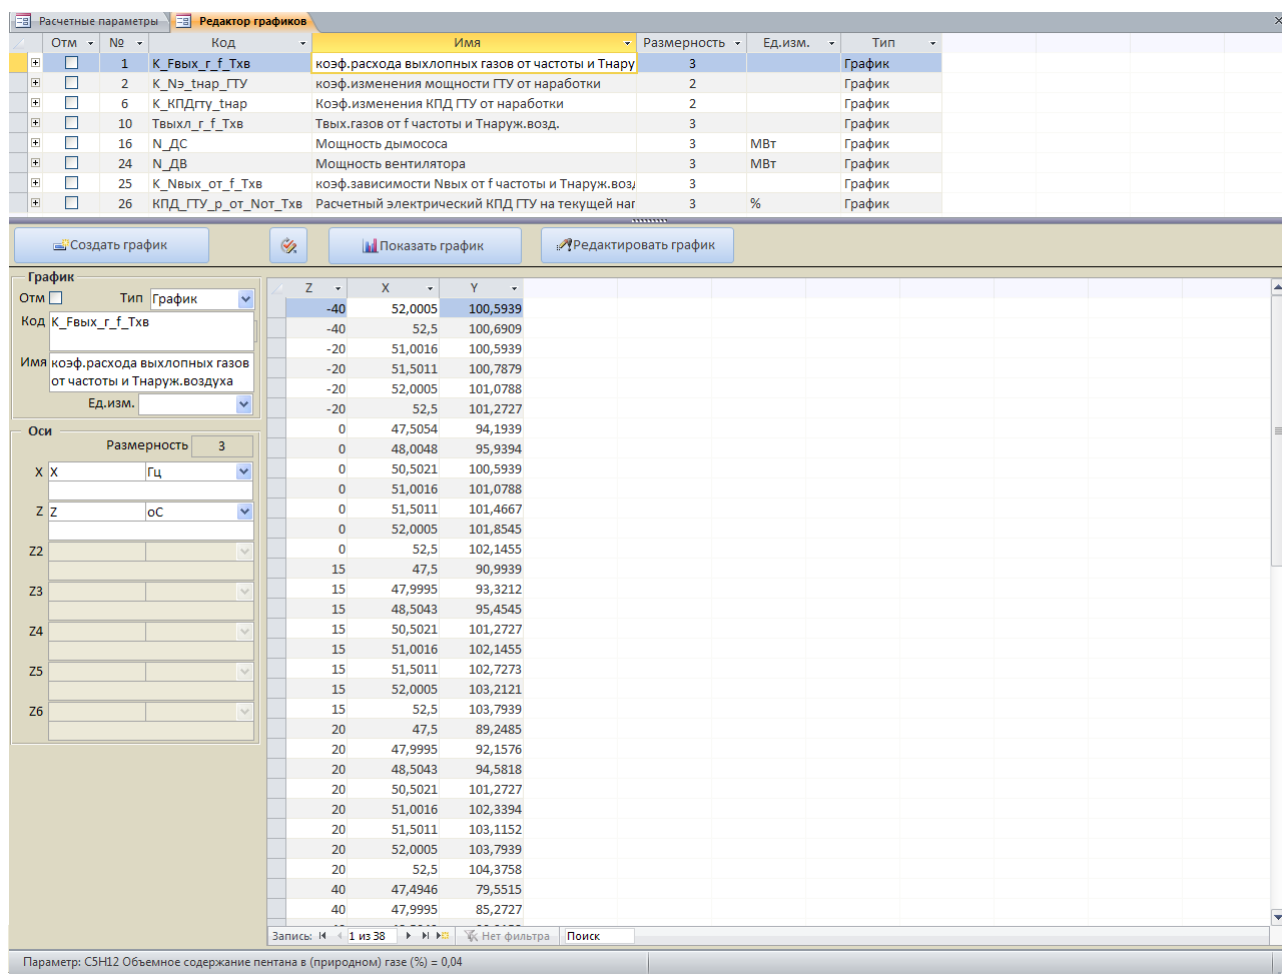 Расчетные параметры Редактор графиков
Отм № Код Имя Размерность Ед.изм. Тип
1 К_Fвых_г_f_Тхв коэф.расхода выхлопных газов от частоты и Тнару 3 График
2 К_Nэ_tнар_ГТУ коэф.изменения мощности ГТУ от наработки 2 График
6 К_КПДгту_tнар Коэф.изменения КПД ГТУ от наработки 2 График
10 Твыхл_г_f_Тхв Твых.газов от f частоты и Тнаруж.возд. 3 График
16 N_ДС Мощность дымососа 3 МВт График
24 N_ДВ Мощность вентилятора 3 МВт График
25 К_Nвых_от_f_Тхв коэф.зависимости Nвых от f частоты и Тнаруж.воз 3 График
26 КПД_ГТУ_р_от_Nот_Тхв Расчетный электрический КПД ГТУ на текущей наг 3 % График
Создать график Показать график Редактировать график
График
Отм Тип График
Код К_Fвых_г_f_Тхв
Имя коэф.расхода выхлопных газов
от частоты и Тнаруж.воздуха
Ед.изм.
Оси
Размерность 3
X X Гц
Z Z оС
Z2
Z3
Z4
Z5
Z6
Z X Y
-40 52,0005 100,5939
-40 52,5 100,6909
-20 51,0016 100,5939
-20 51,5011 100,7879
-20 52,0005 101,0788
-20 52,5 101,2727
0 47,5054 94,1939
0 48,0048 95,9394
0 50,5021 100,5939
0 51,0016 101,0788
0 51,5011 101,4667
0 52,0005 101,8545
0 52,5 102,1455
15 47,5 90,9939
15 47,9995 93,3212
15 48,5043 95,4545
15 50,5021 101,2727
15 51,0016 102,1455
15 51,5011 102,7273
15 52,0005 103,2121
15 52,5 103,7939
20 47,5 89,2485
20 47,9995 92,1576
20 48,5043 94,5818
20 50,5021 101,2727
20 51,0016 102,3394
20 51,5011 103,1152
20 52,0005 103,7939
20 52,5 104,3758
40 47,4946 79,5515
40 47,9995 85,2727
Запись: 1 из 38 Нет фильтра Поиск
Параметр: C5H12 Объемное содержание пентана в (природном) газе (%) = 0,04